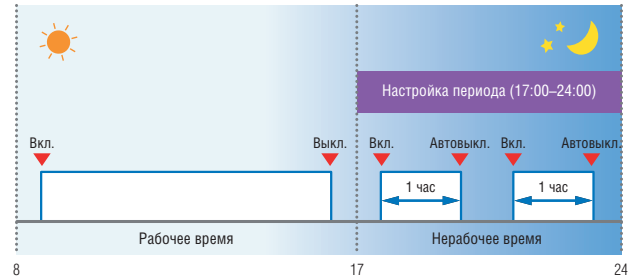 Настройка периода (17:00–24:00)
Вкл. Выкл. Вкл. Автовыкл. Вкл. Автовыкл.
1 час 1 час
Рабочее время Нерабочее время
8 17 24